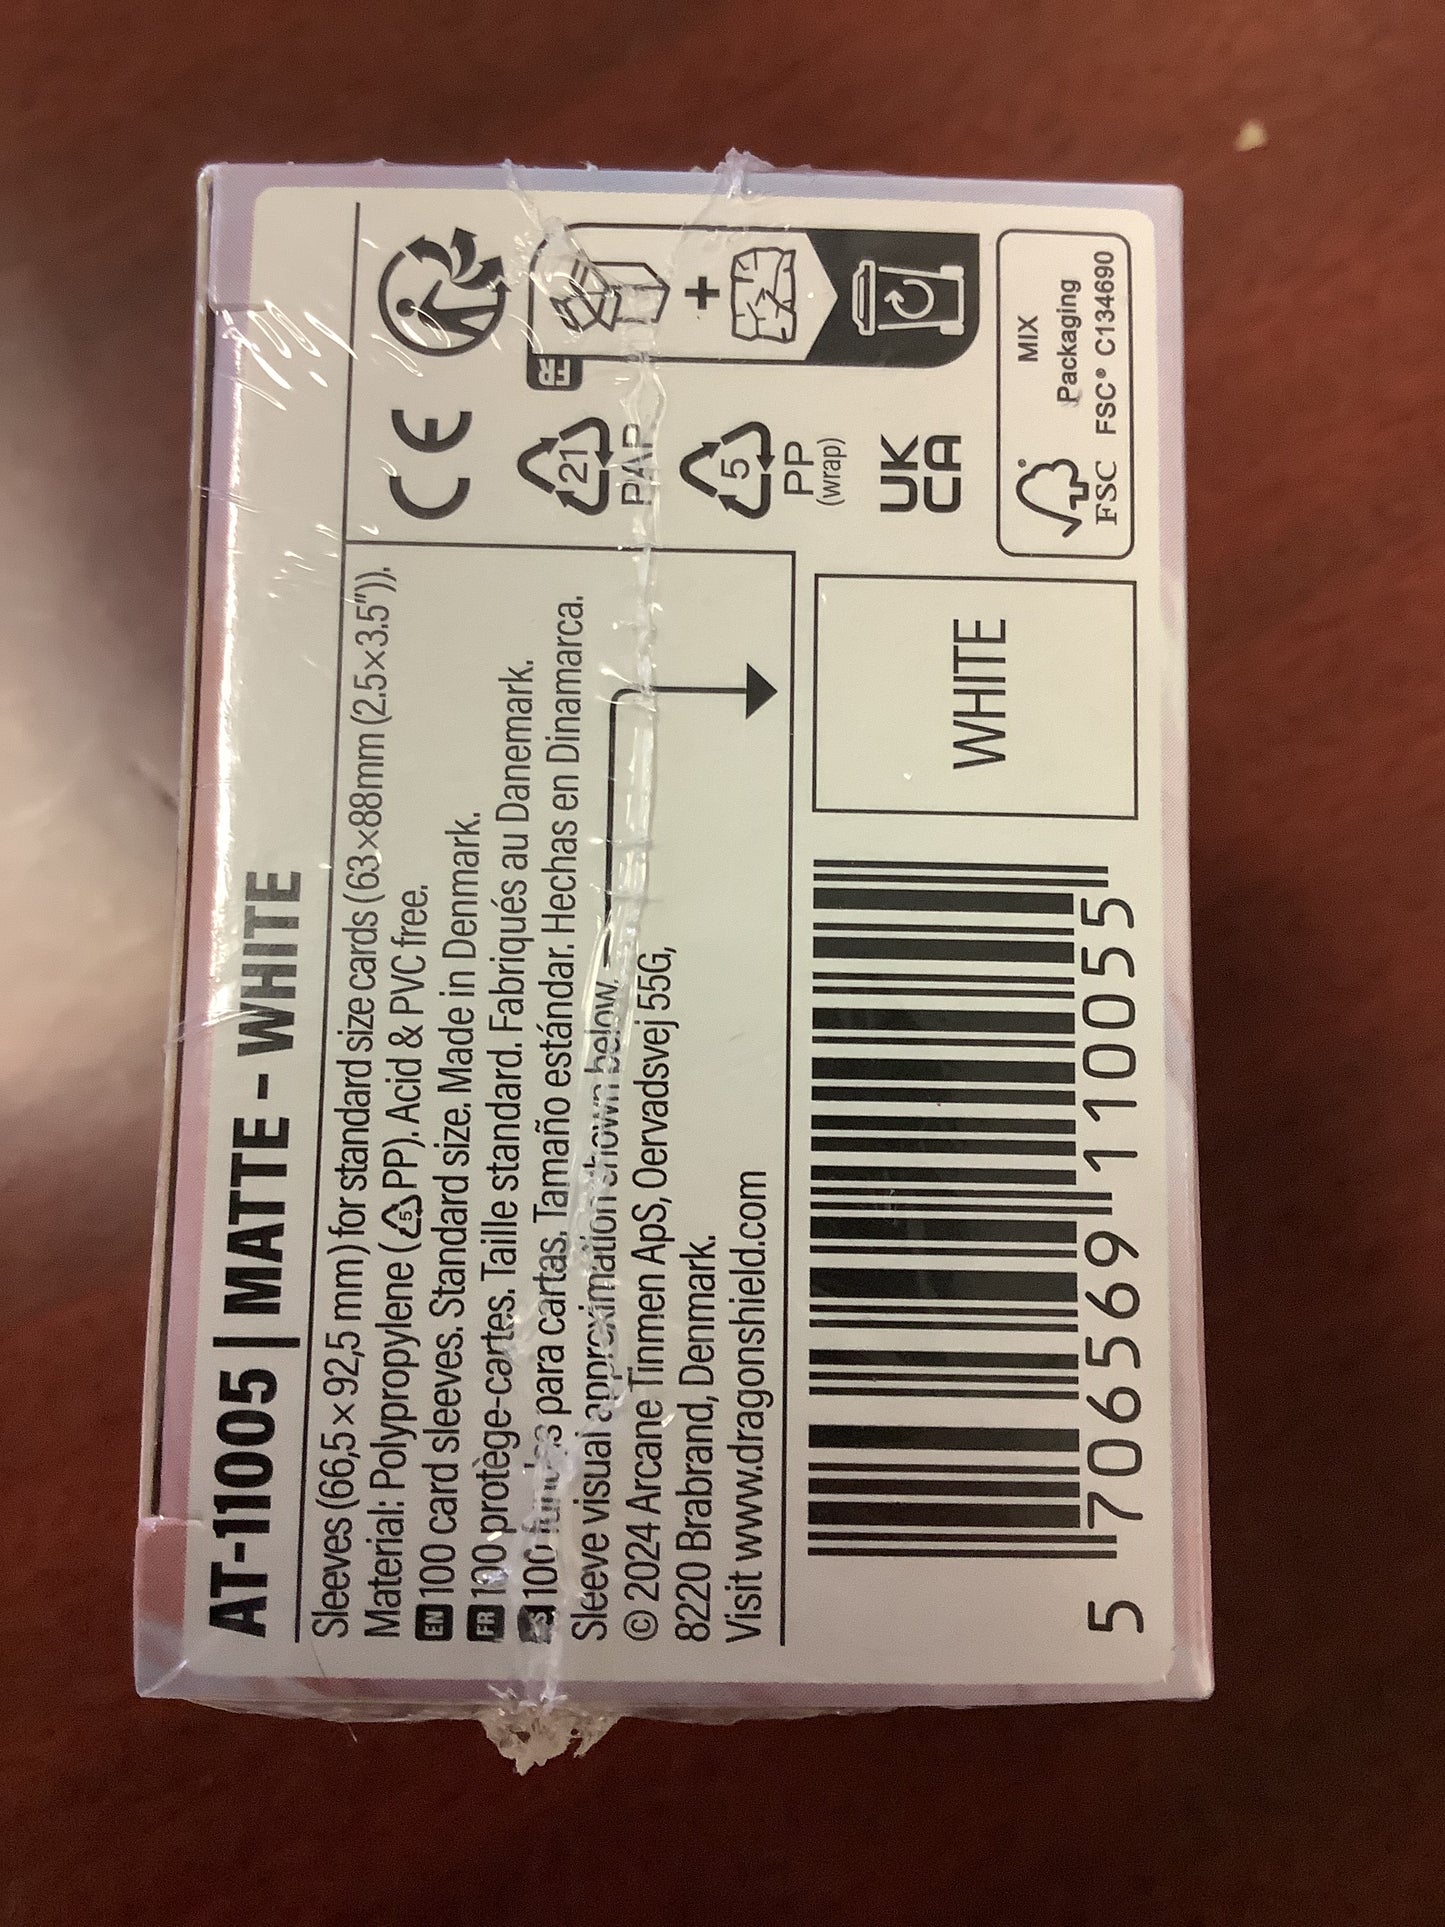 AT-11005 | MATTE - WHITE
Sleeves (66,5 × 92,5 mm) for standard size cards (63×88mm (2.5×3.5")).
Material: Polypropylene (5 PP). Acid & PVC free.
EN 100 card sleeves. Standard size. Made in Denmark.
FR 100 protège-cartes. Taille standard. Fabriqués au Danemark.
ES 100 fundas para cartas. Tamaño estándar. Hechas en Dinamarca.
Sleeve visual approximation shown below.
© 2024 Arcane Tinmen ApS, Oervadsvej 55G,
8220 Brabrand, Denmark.
Visit www.dragonshield.com
5 706569 110055
WHITE
CE
21
PAP
5
PP
(wrap)
UK
CA
FR
FSC
MIX
Packaging
FSC® C134690